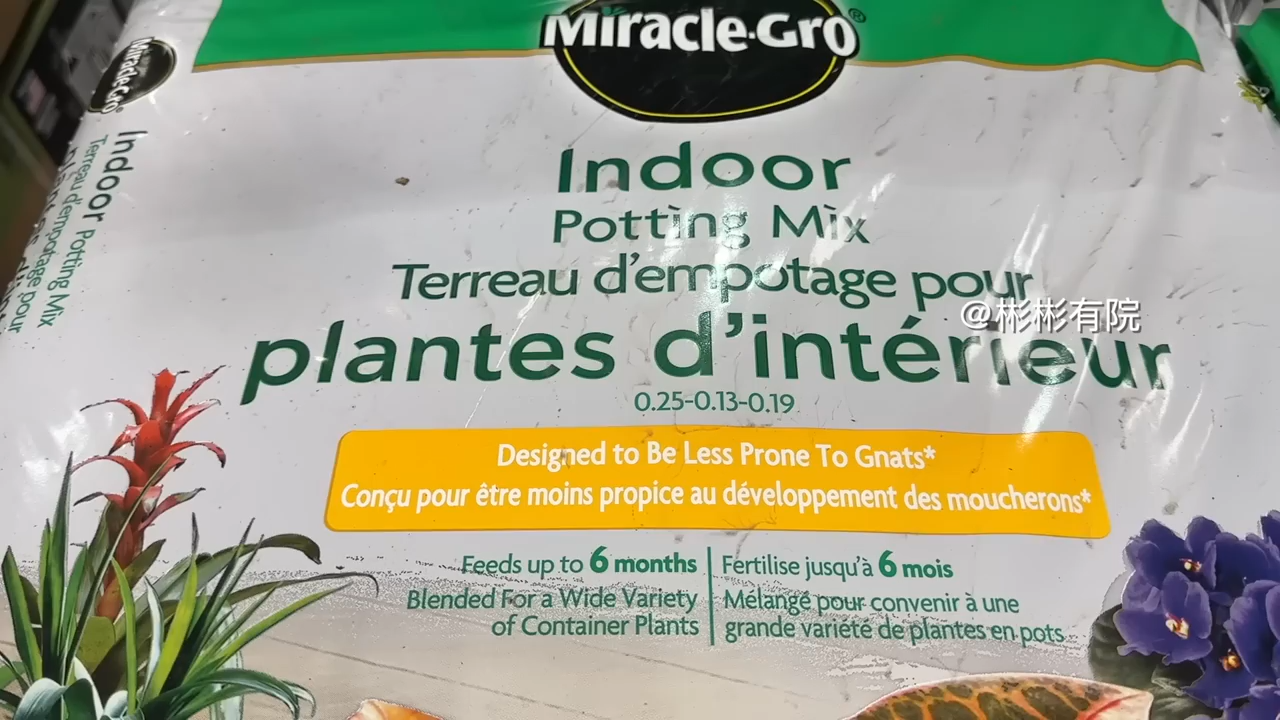 Miracle-Gro®
Indoor
Potting Mix
Terreau d'empotage pour
plantes d'intérieur
0.25-0.13-0.19
Designed to Be Less Prone To Gnats*
Conçu pour être moins propice au développement des moucherons*
Feeds up to 6 months
Blended For a Wide Variety
of Container Plants
Fertilise jusqu'à 6 mois
Mélangé pour convenir à une
grande variété de plantes en pots
@彬彬有院
Miracle-Gro
Indoor Potting Mix
Terreau d'empotage pour